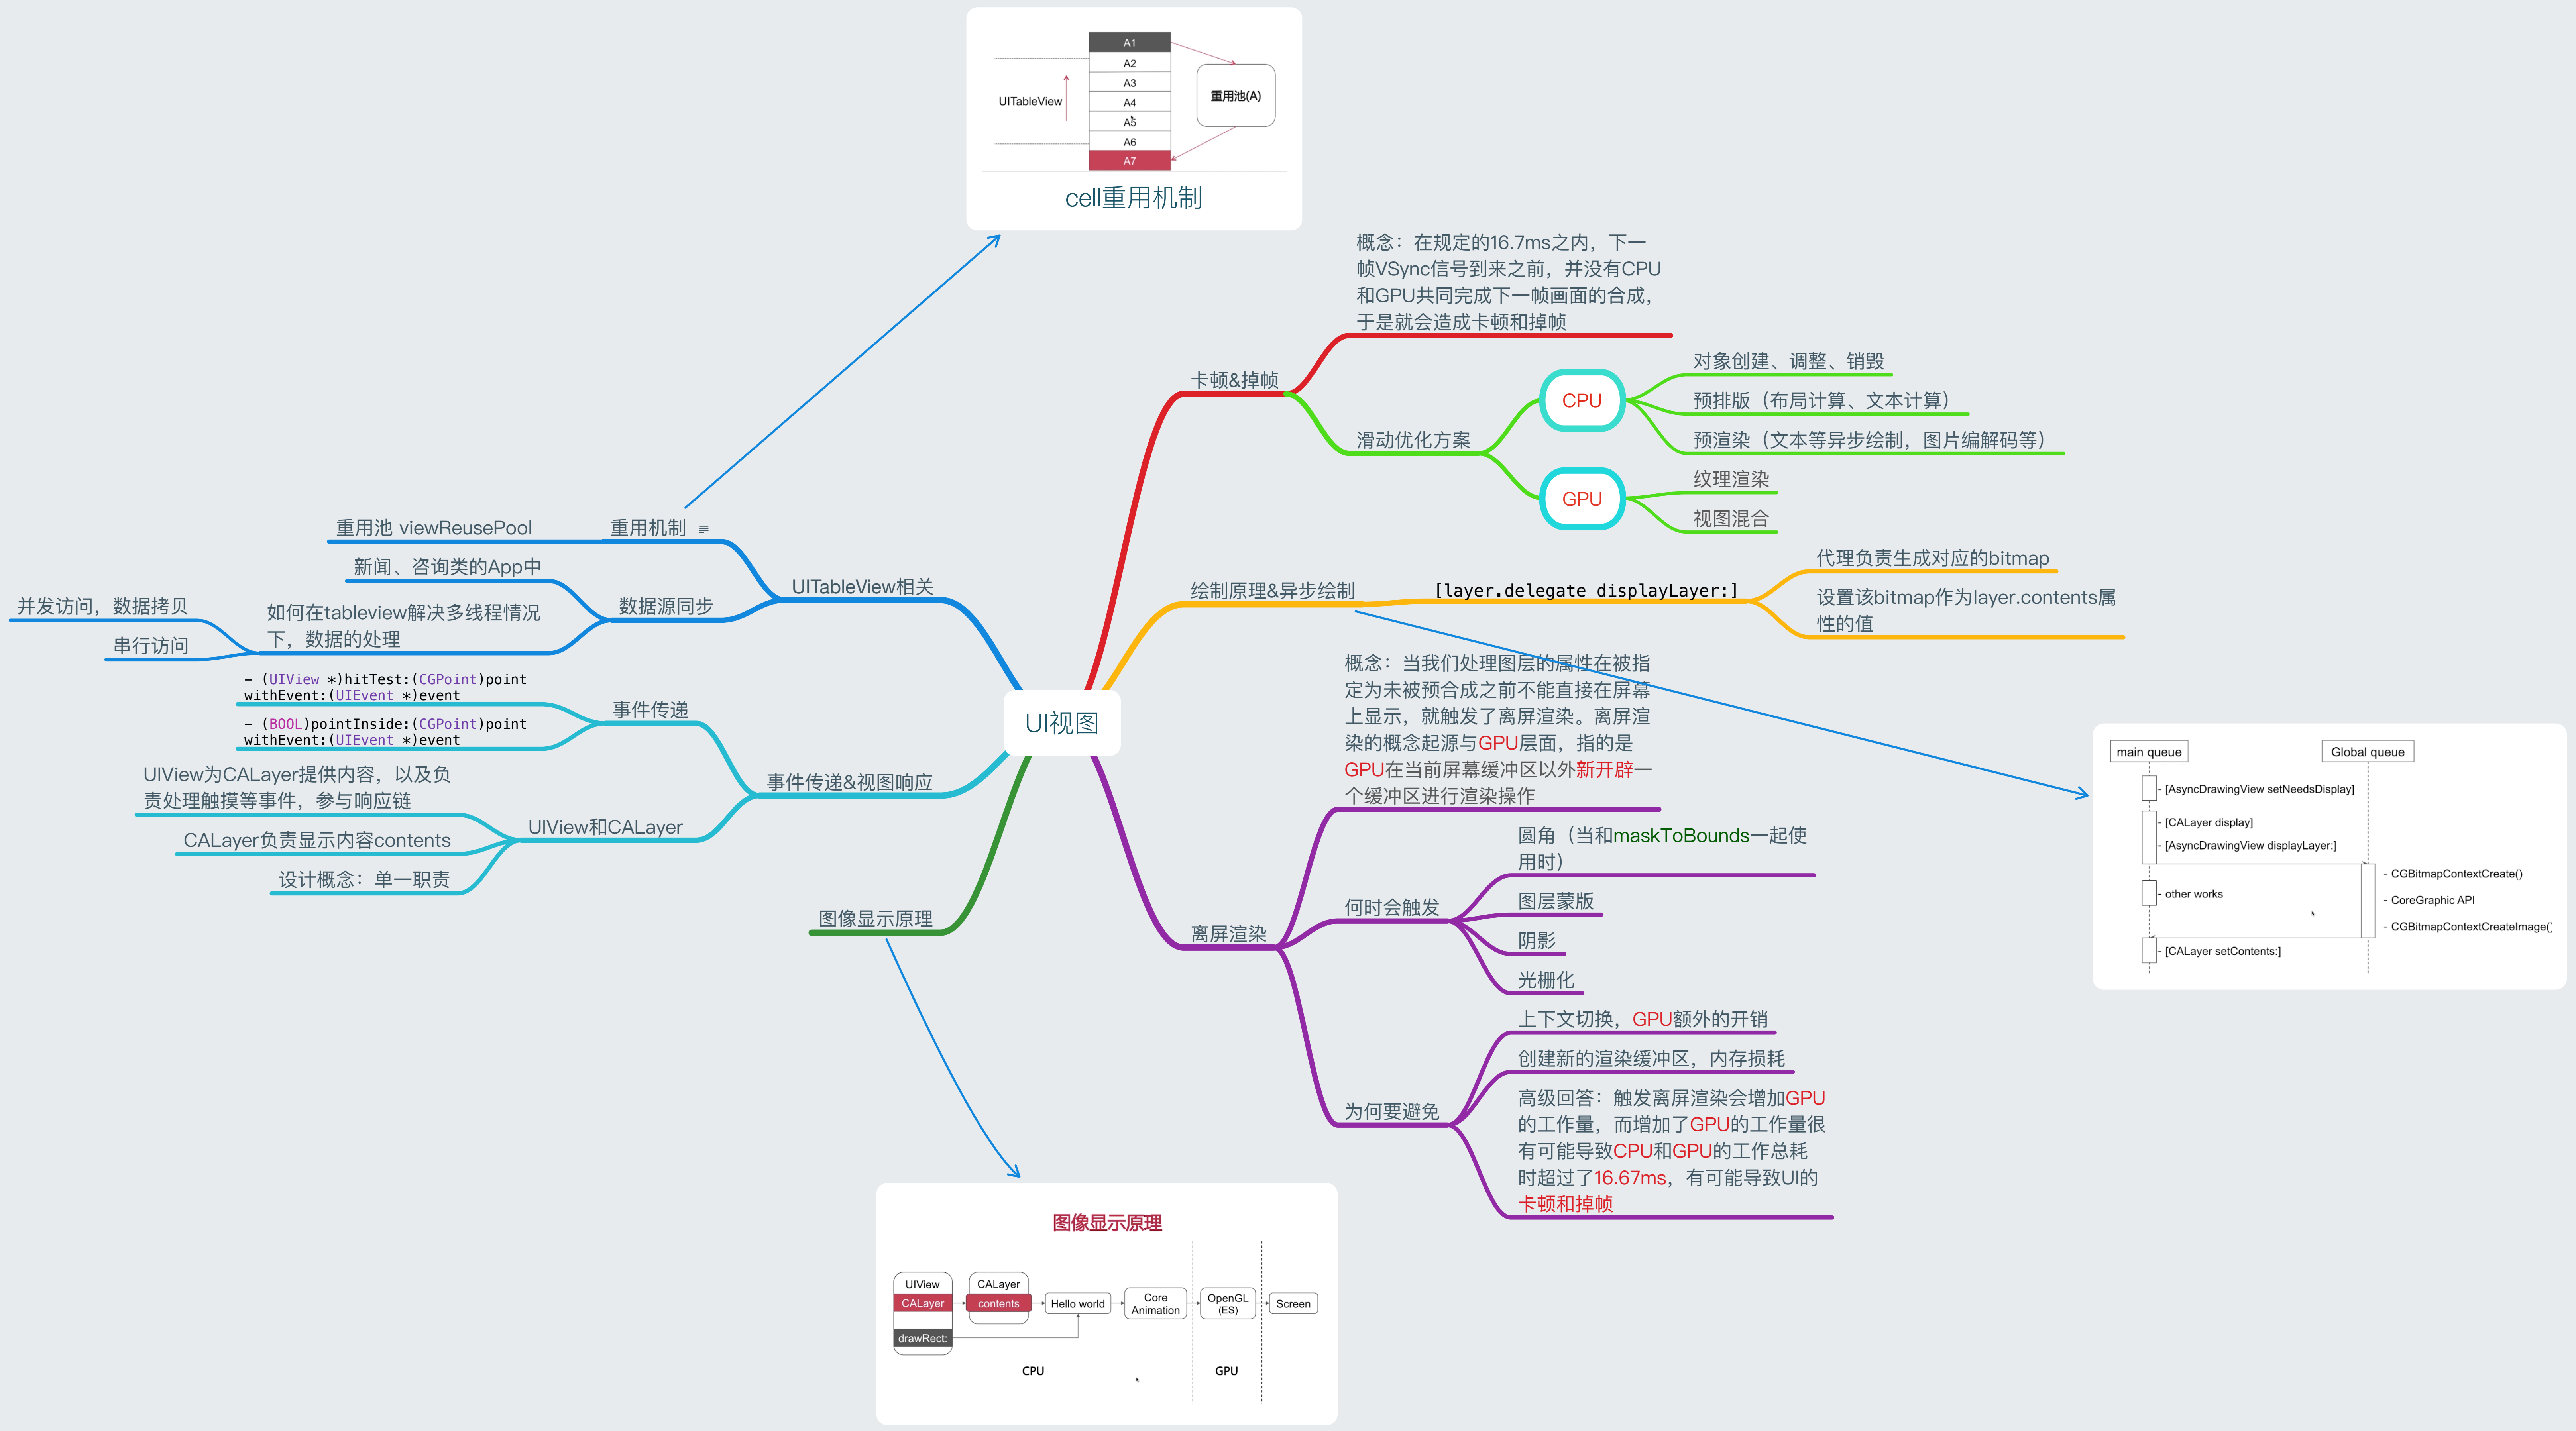 A1
A2
A3
A4
A5
A6
A7
UITableView
重用池(A)
cell重用机制
概念：在规定的16.7ms之内，下一
帧VSync信号到来之前，并没有CPU
和GPU共同完成下一帧画面的合成，
于是就会造成卡顿和掉帧
卡顿&掉帧
滑动优化方案
CPU
对象创建、调整、销毁
预排版（布局计算、文本计算）
预渲染（文本等异步绘制，图片编解码等）
GPU
纹理渲染
视图混合
绘制原理&异步绘制
[layer.delegate displayLayer:]
代理负责生成对应的bitmap
设置该bitmap作为layer.contents属
性的值
main queue
Global queue
- [AsyncDrawingView setNeedsDisplay]
- [CALayer display]
- [AsyncDrawingView displayLayer:]
- CGBitmapContextCreate()
- other works
- CoreGraphic API
- CGBitmapContextCreateImage()
- [CALayer setContents:]
UI视图
UITableView相关
重用机制
重用池 viewReusePool
数据源同步
新闻、咨询类的App中
如何在tableview解决多线程情况
下，数据的处理
并发访问，数据拷贝
串行访问
事件传递&视图响应
事件传递
- (UIView *)hitTest:(CGPoint)point
withEvent:(UIEvent *)event
- (BOOL)pointInside:(CGPoint)point
withEvent:(UIEvent *)event
UIView和CALayer
UIView为CALayer提供内容，以及负
责处理触摸等事件，参与响应链
CALayer负责显示内容contents
设计概念：单一职责
图像显示原理
离屏渲染
概念：当我们处理图层的属性在被指
定为未被预合成之前不能直接在屏幕
上显示，就触发了离屏渲染。离屏渲
染的概念起源与GPU层面，指的是
GPU在当前屏幕缓冲区以外新开辟一
个缓冲区进行渲染操作
何时会触发
圆角（当和maskToBounds一起使
用时）
图层蒙版
阴影
光栅化
为何要避免
上下文切换，GPU额外的开销
创建新的渲染缓冲区，内存损耗
高级回答：触发离屏渲染会增加GPU
的工作量，而增加了GPU的工作量很
有可能导致CPU和GPU的工作总耗
时超过了16.67ms，有可能导致UI的
卡顿和掉帧
图像显示原理
UIView
CALayer
drawRect:
CALayer
contents
Hello world
Core
Animation
OpenGL
(ES)
Screen
CPU
GPU